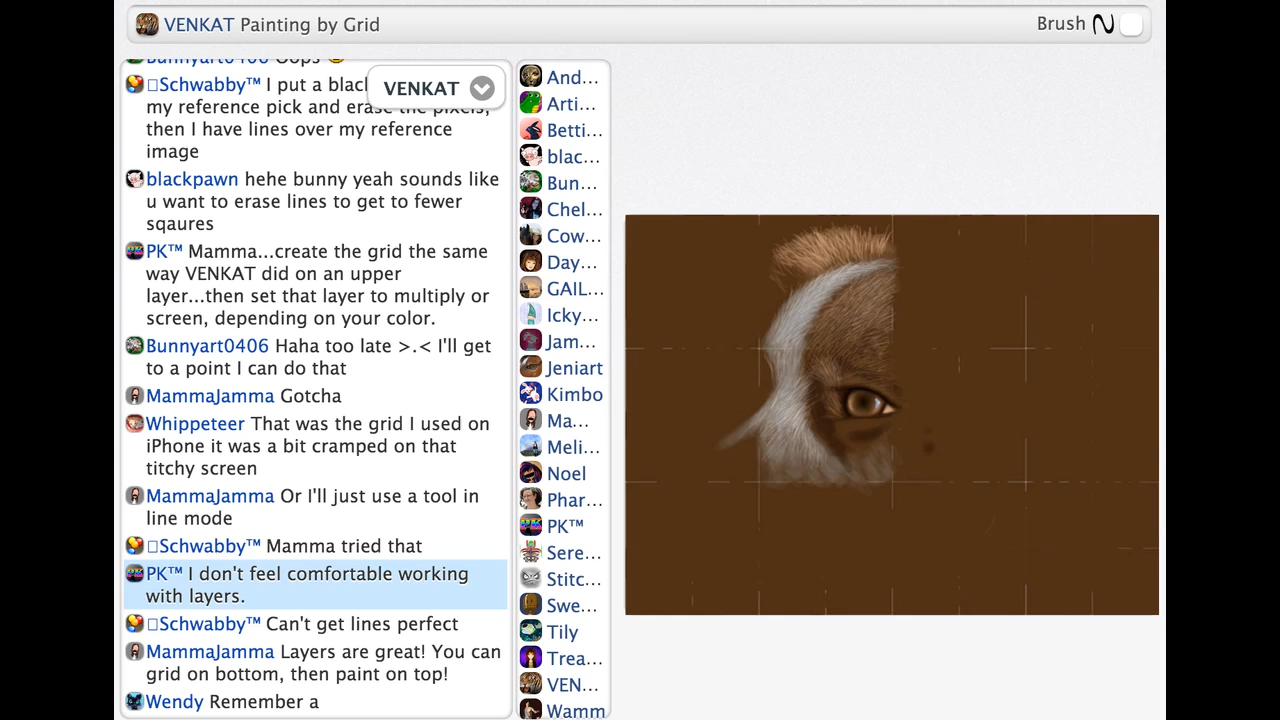 VENKAT Painting by Grid
Brush
Bunnyart0406 Oops
VENKAT
Schwabby™ I put a blac
my reference pick and erase the pixels,
then I have lines over my reference
image
blackpawn hehe bunny yeah sounds like
u want to erase lines to get to fewer
sqaures
PK™ Mamma...create the grid the same
way VENKAT did on an upper
layer...then set that layer to multiply or
screen, depending on your color.
Bunnyart0406 Haha too late >.< I'll get
to a point I can do that
MammaJamma Gotcha
Whippeteer That was the grid I used on
iPhone it was a bit cramped on that
titchy screen
MammaJamma Or I'll just use a tool in
line mode
Schwabby™ Mamma tried that
PK™ I don't feel comfortable working
with layers.
Schwabby™ Can't get lines perfect
MammaJamma Layers are great! You can
grid on bottom, then paint on top!
Wendy Remember a
And...
Arti...
Betti...
blac...
Bun...
Chel...
Cow...
Day...
GAIL...
Icky...
Jam...
Jeniart
Kimbo
Ma...
Meli...
Noel
Phar...
PK™
Sere...
Stitc...
Swe...
Tily
Trea...
VEN...
Wamm